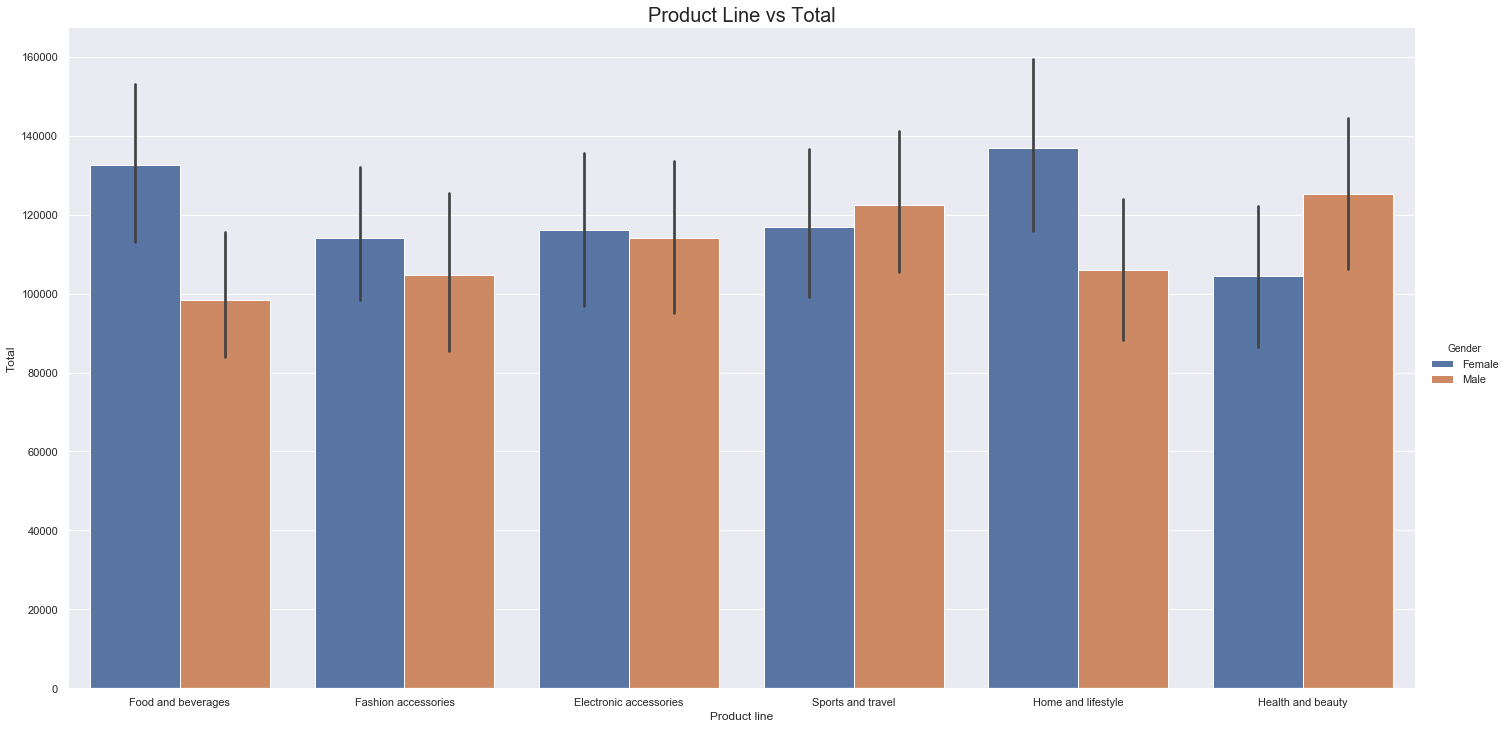 Product Line vs Total
160000
140000
120000
100000
80000
60000
40000
20000
0
Total
Food and beverages
Fashion accessories
Electronic accessories
Sports and travel
Home and lifestyle
Health and beauty
Product line
Gender
Female
Male